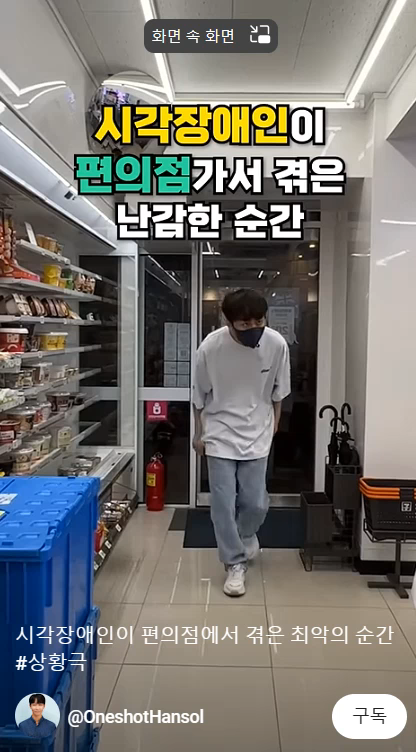 화면 속 화면
시각장애인이
편의점가서 겪은
난감한 순간
시각장애인이 편의점에서 겪은 최악의 순간
#상황극
@OneshotHansol
구독